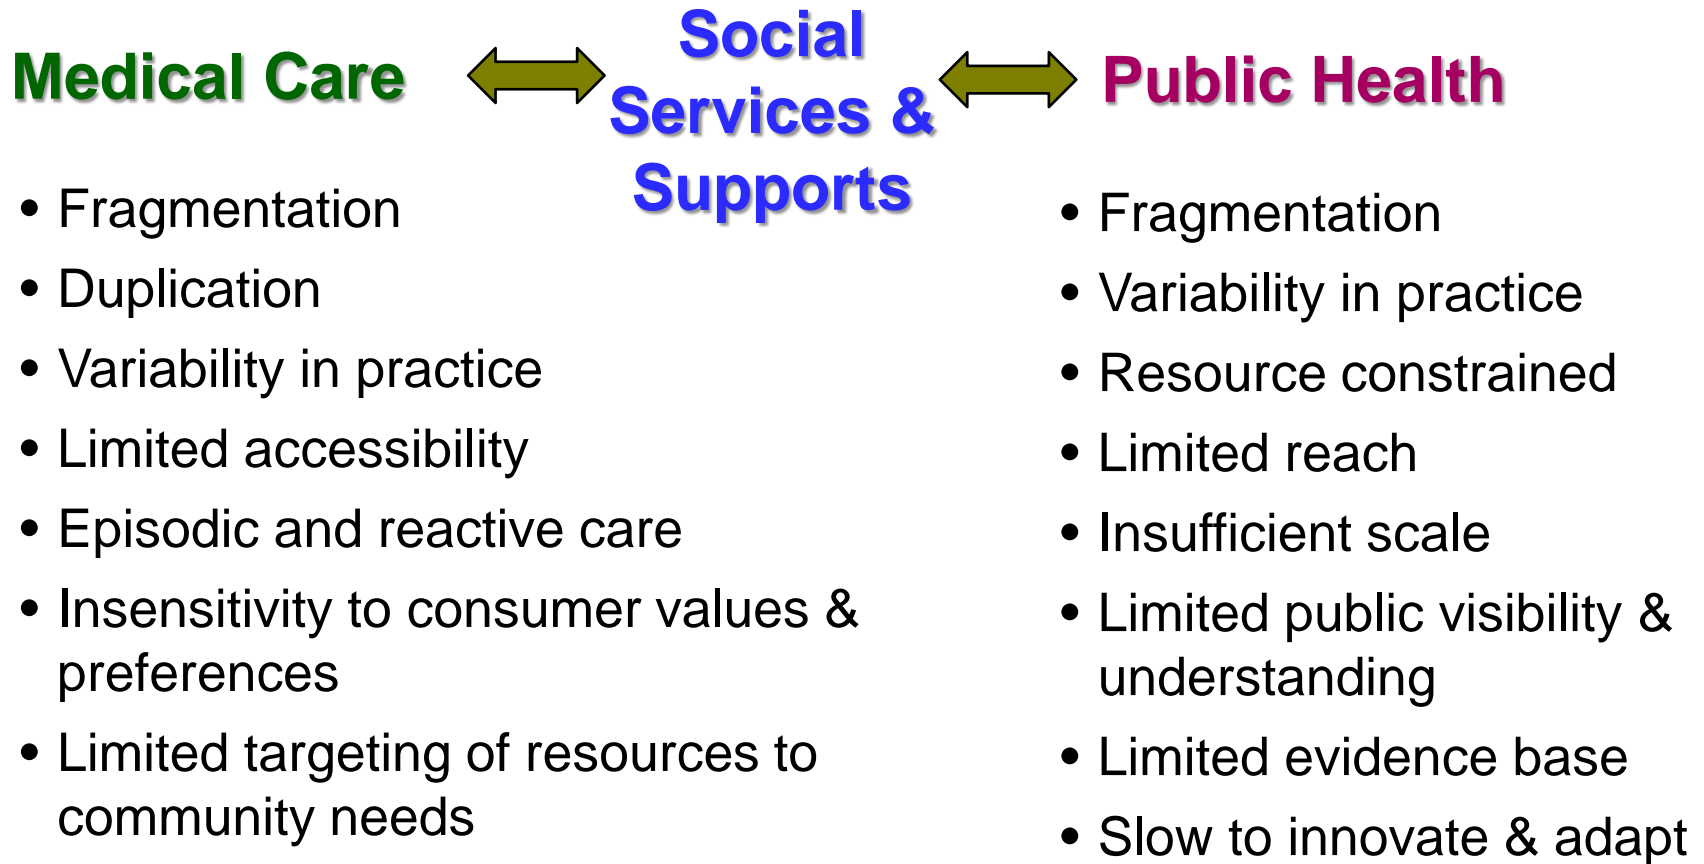 Medical Care
Social
Services &
Supports
Public Health
• Fragmentation
• Duplication
• Variability in practice
• Limited accessibility
• Episodic and reactive care
• Insensitivity to consumer values &
preferences
• Limited targeting of resources to
community needs
• Fragmentation
• Variability in practice
• Resource constrained
• Limited reach
• Insufficient scale
• Limited public visibility &
understanding
• Limited evidence base
• Slow to innovate & adapt